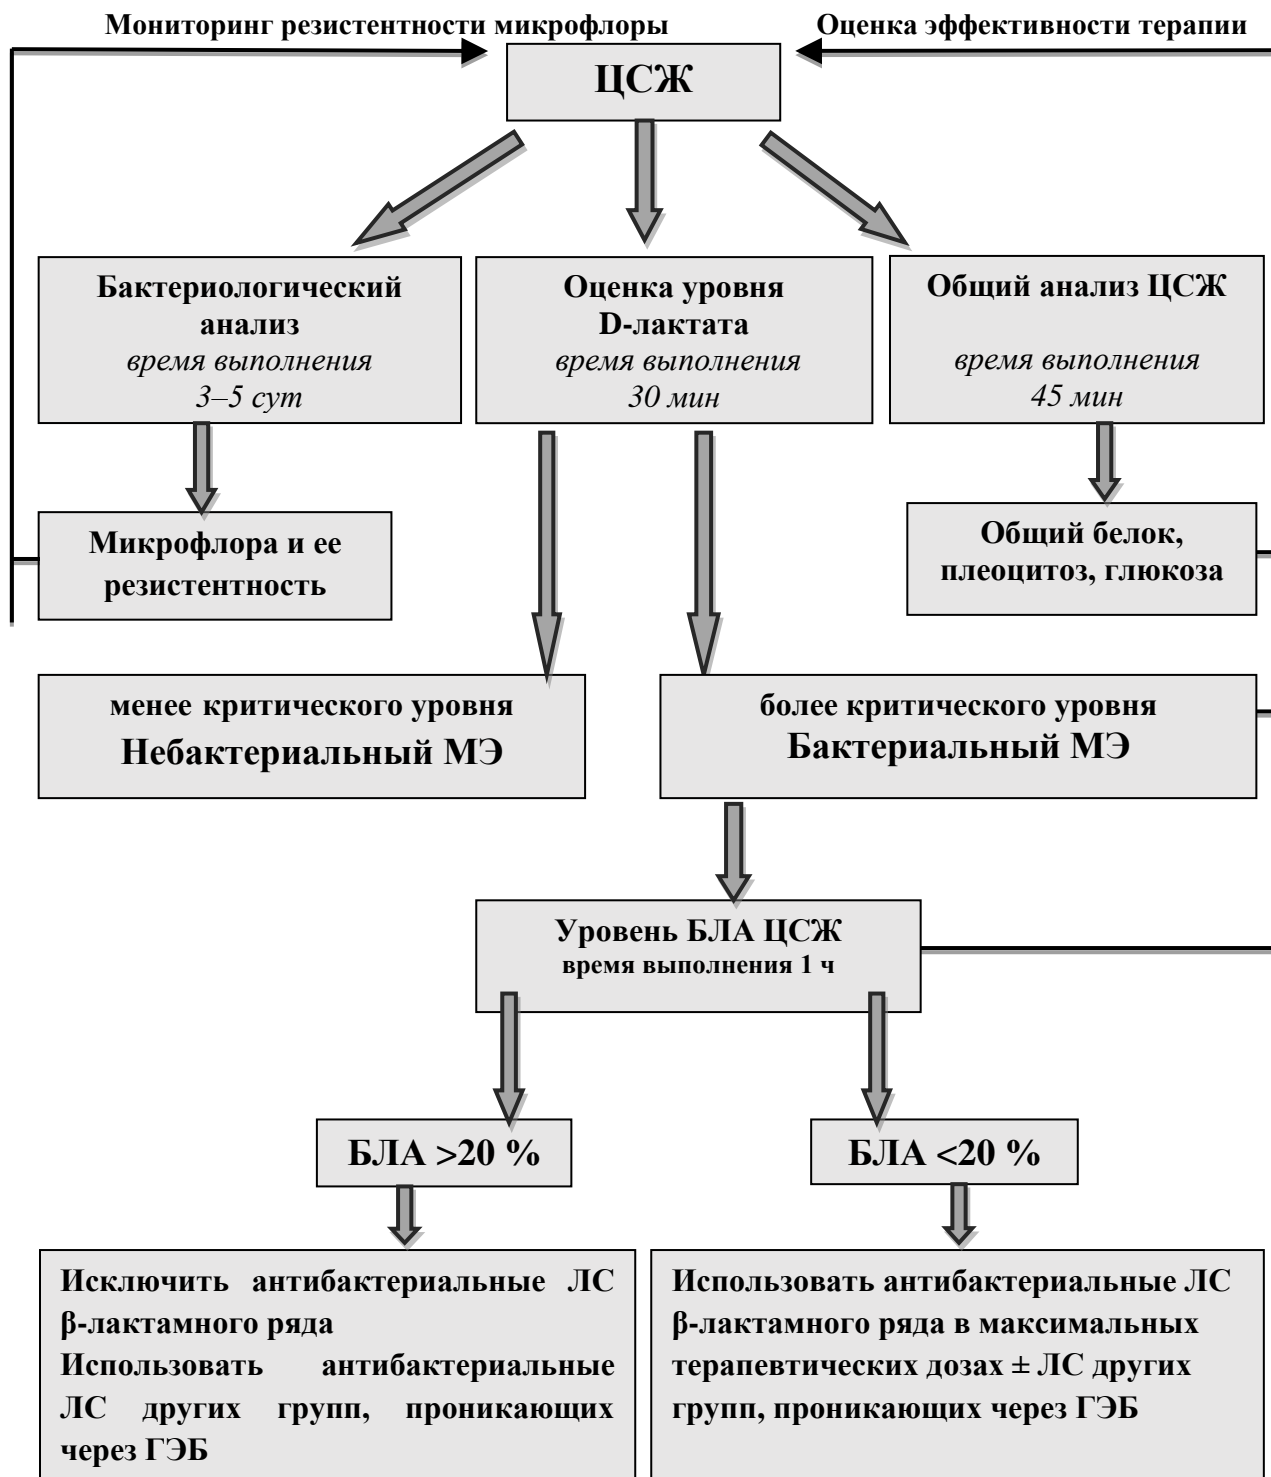 Мониторинг резистентности микрофлоры
Оценка эффективности терапии
ЦСЖ
Бактериологический
анализ
время выполнения
3–5 сут
Оценка уровня
D-лактата
время выполнения
30 мин
Общий анализ ЦСЖ
время выполнения
45 мин
Микрофлора и ее
резистентность
Общий белок,
плеоцитоз, глюкоза
менее критического уровня
Небактериальный МЭ
более критического уровня
Бактериальный МЭ
Уровень БЛА ЦСЖ
время выполнения 1 ч
БЛА >20 %
БЛА <20 %
Исключить антибактериальные ЛС
β-лактамного ряда
Использовать антибактериальные
ЛС других групп, проникающих
через ГЭБ
Использовать антибактериальные ЛС
β-лактамного ряда в максимальных
терапевтических дозах ± ЛС других
групп, проникающих через ГЭБ